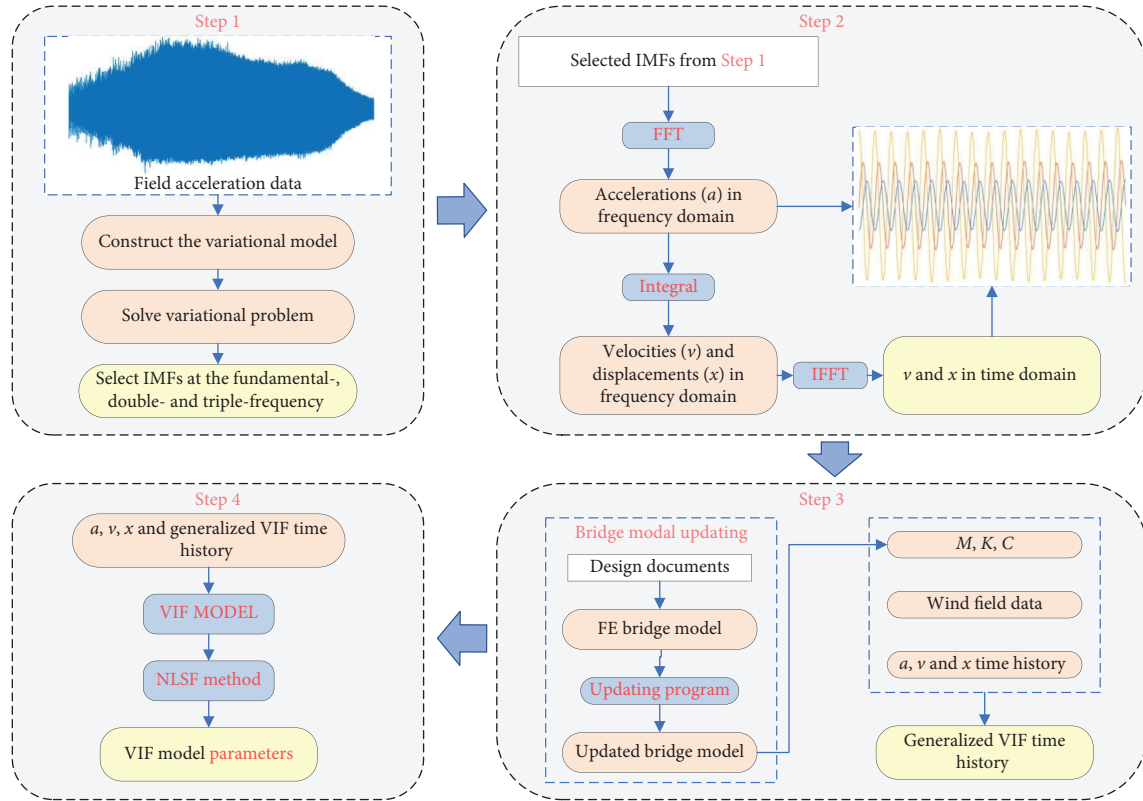 Step 1
Field acceleration data
Construct the variational model
Solve variational problem
Select IMFs at the fundamental-,
double- and triple-frequency
Step 2
Selected IMFs from Step 1
FFT
Accelerations (a) in
frequency domain
Integral
Velocities (v) and
displacements (x) in
frequency domain
IFFT
v and x in time domain
Step 3
Bridge modal updating
Design documents
FE bridge model
Updating program
Updated bridge model
M, K, C
Wind field data
a, v and x time history
Generalized VIF time
history
Step 4
a, v, x and generalized VIF time
history
VIF MODEL
NLSF method
VIF model parameters